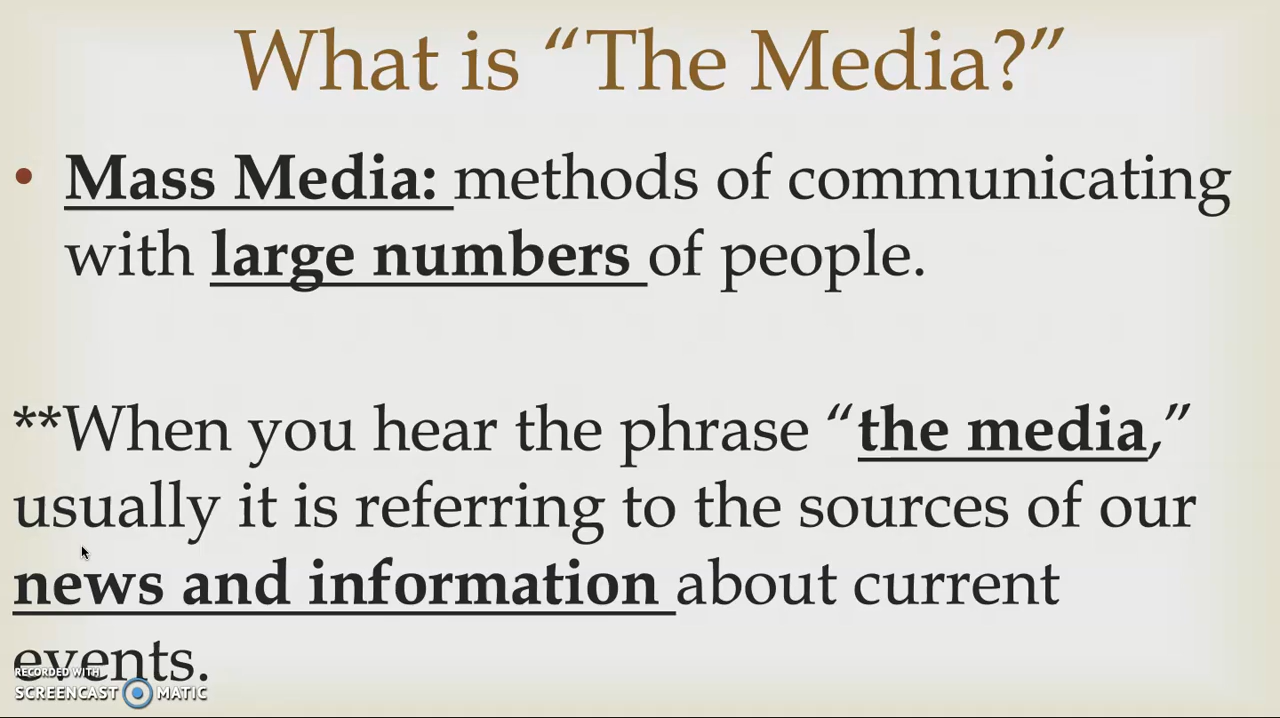 What is “The Media?”
• Mass Media: methods of communicating
with large numbers of people.
**When you hear the phrase “the media,”
usually it is referring to the sources of our
news and information about current
events.
RECORDED WITH
SCREENCAST MATIC